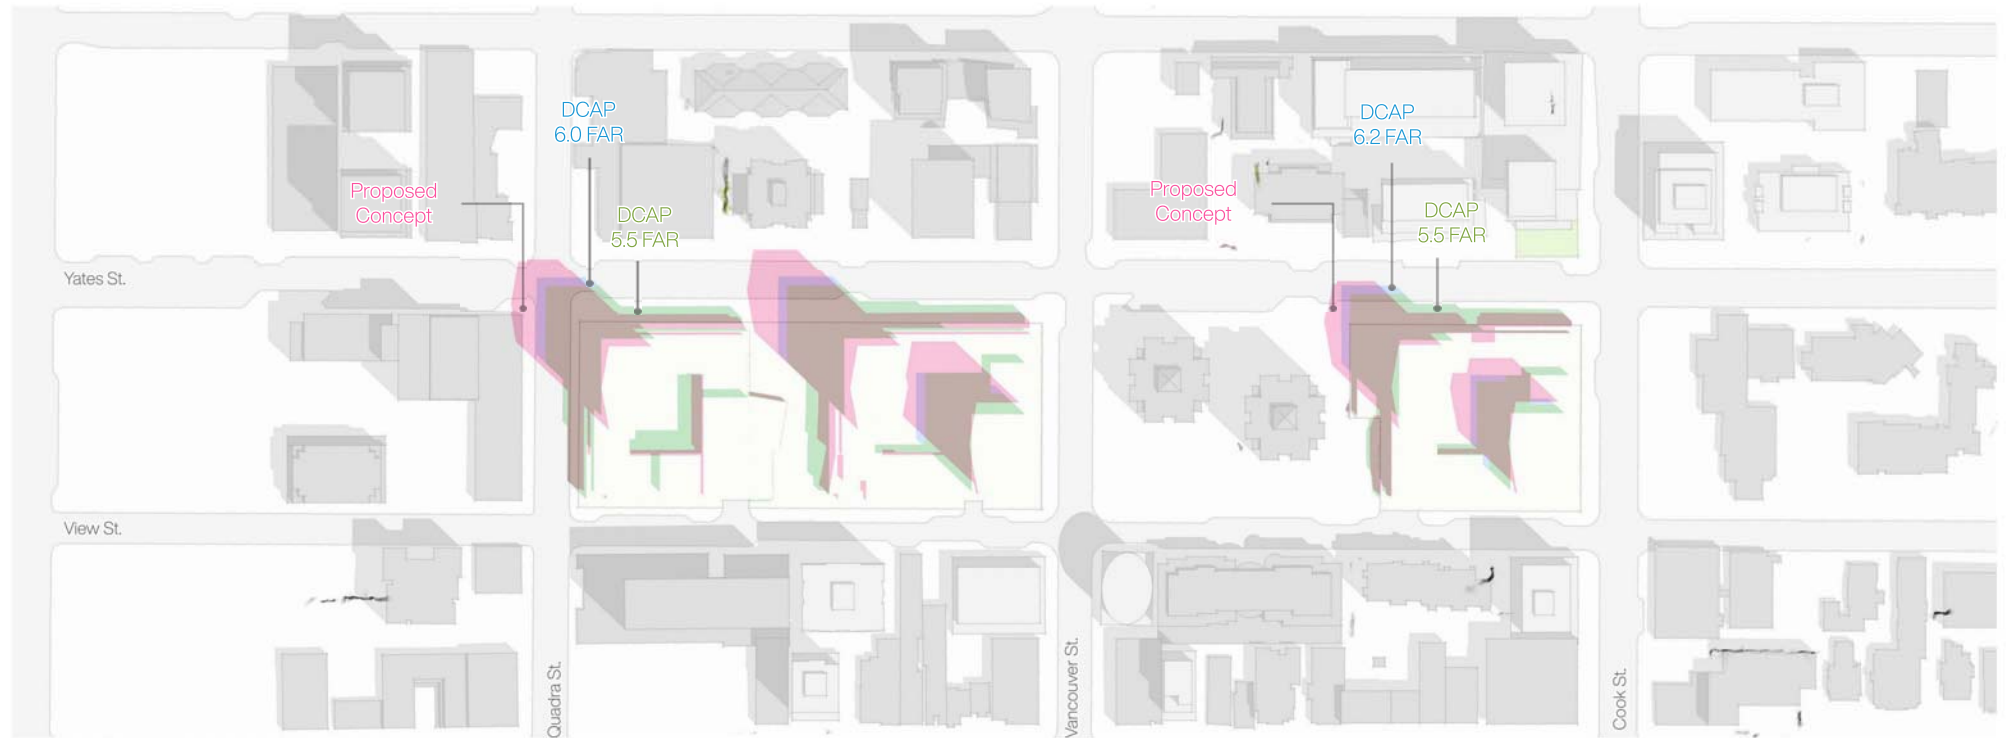 DCAP
6.0 FAR
DCAP
6.2 FAR
Proposed
Concept
DCAP
5.5 FAR
Proposed
Concept
DCAP
5.5 FAR
Yates St.
View St.
Quadra St.
Vancouver St.
Cook St.